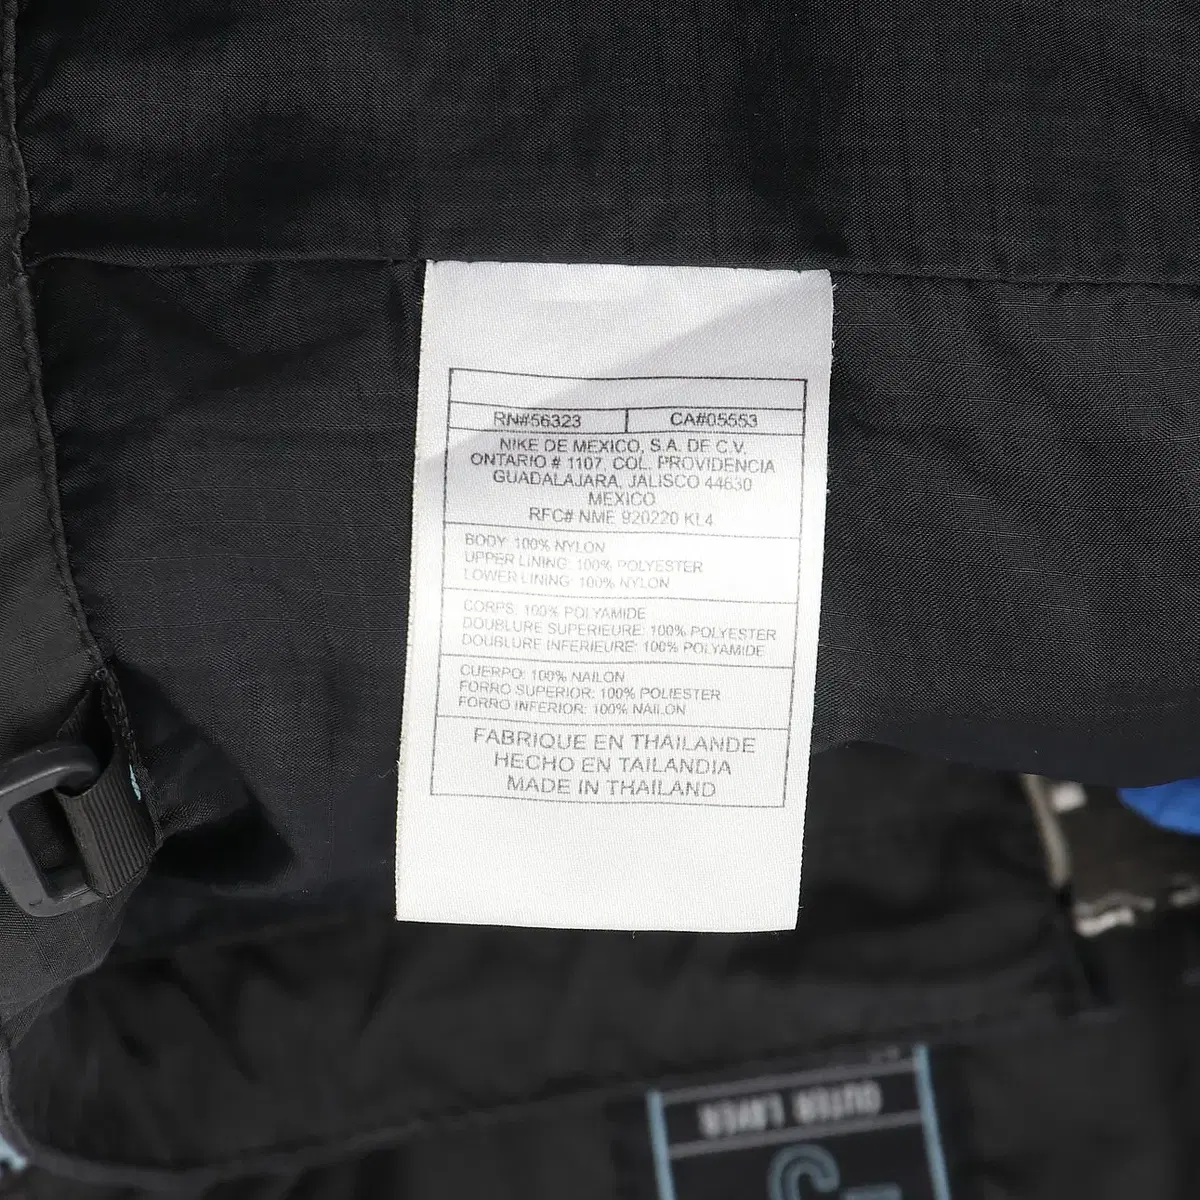 RN#56323 CA#05553
NIKE DE MEXICO, S.A. DE C.V.
ONTARIO # 1107, COL. PROVIDENCIA
GUADALAJARA, JALISCO 44630
MEXICO
RFC# NME 920220 KL4
BODY: 100% NYLON
UPPER LINING: 100% POLYESTER
LOWER LINING: 100% NYLON
CORPS: 100% POLYAMIDE
DOUBLURE SUPERIEURE: 100% POLYESTER
DOUBLURE INFERIEURE: 100% POLYAMIDE
CUERPO: 100% NAILON
FORRO SUPERIOR: 100% POLIESTER
FORRO INFERIOR: 100% NAILON
FABRIQUE EN THAILANDE
HECHO EN TAILANDIA
MADE IN THAILAND
OUTER LAYER